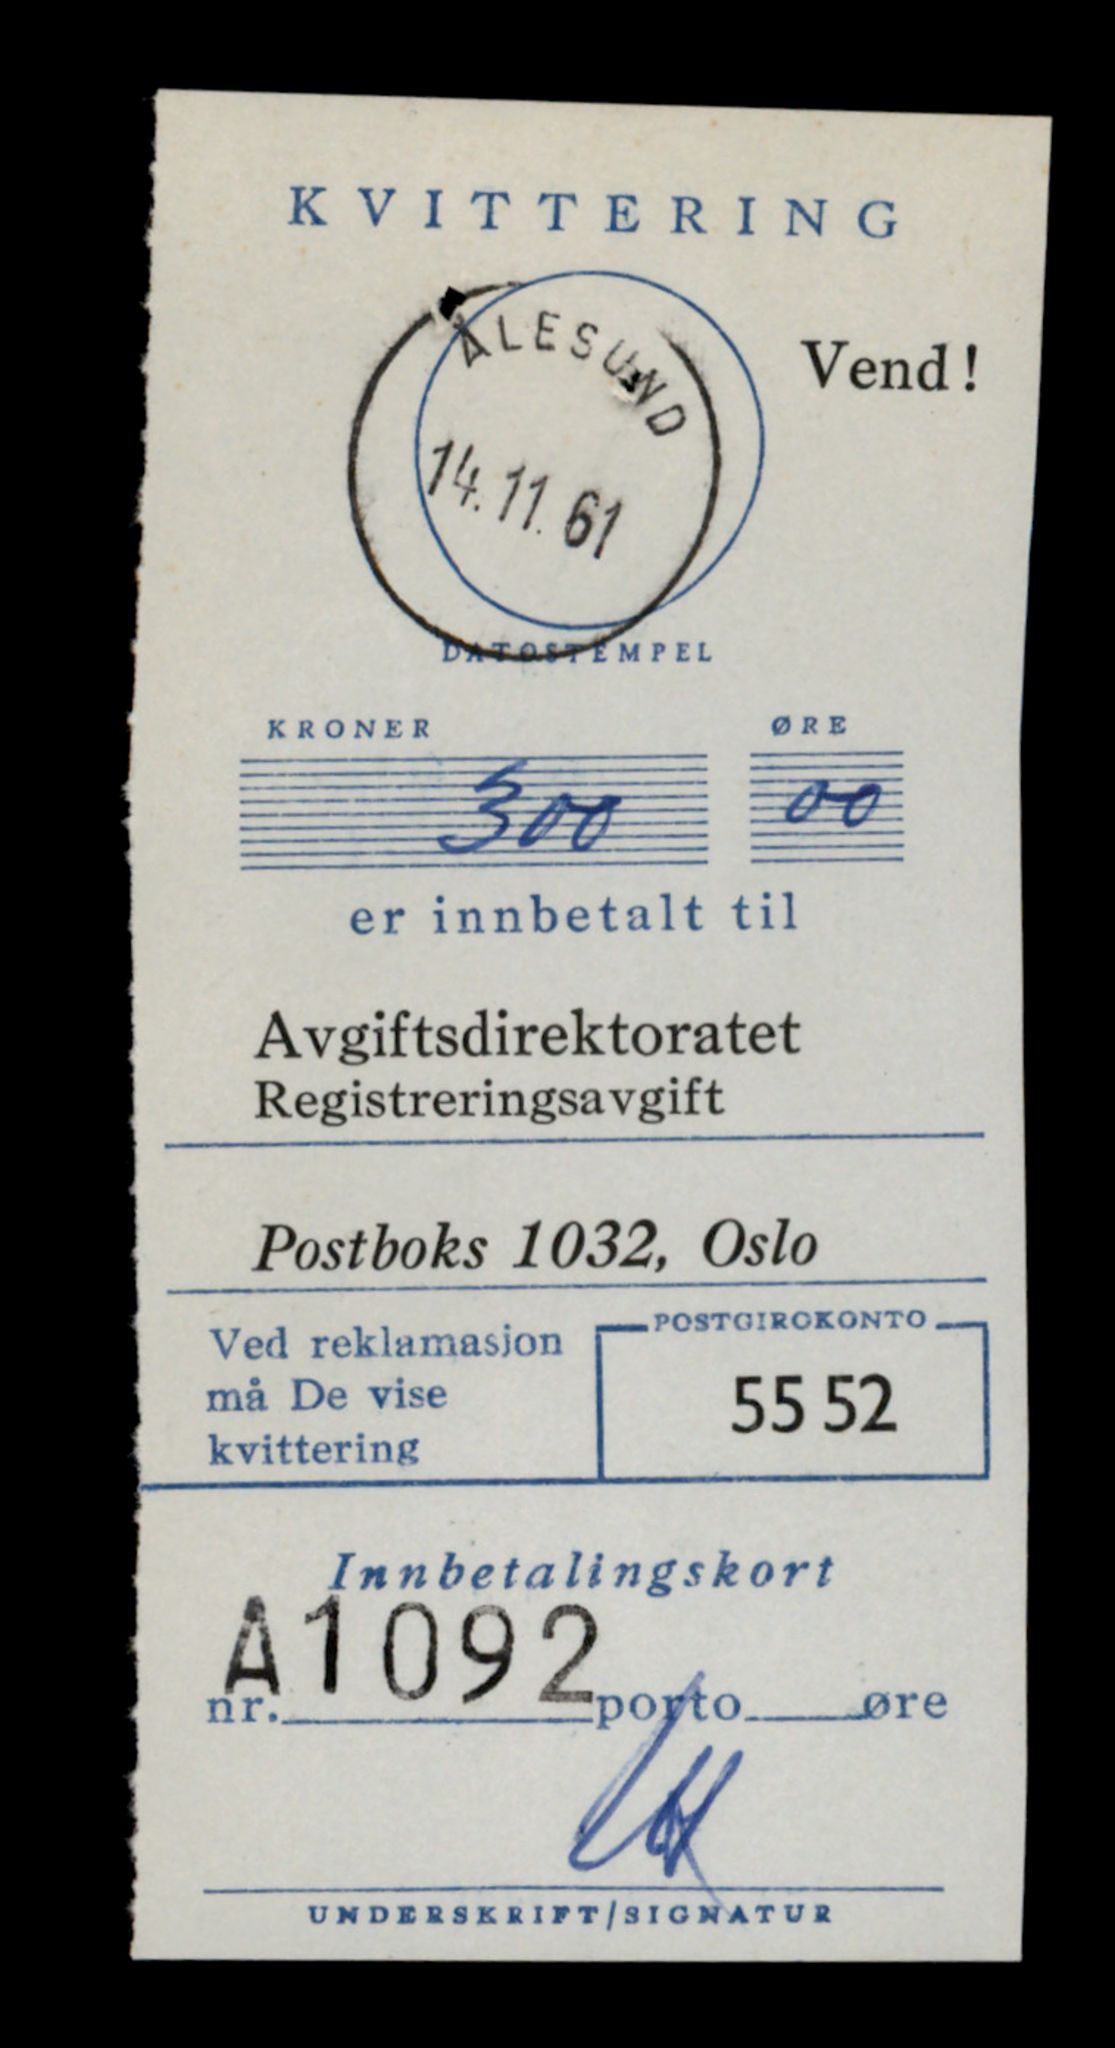 KVITTERING
ÅLESUND
Vend!
14.11.61
DATOSTEMPEL
KRONER ØRE
300 00
er innbetalt til
Avgiftsdirektoratet
Registreringsavgift
Postboks 1032, Oslo
Ved reklamasjon
må De vise
kvittering
POSTGIROKONTO
55 52
Innbetalingskort
A1092
nr. porto øre
UNDERSKRIFT/SIGNATUR